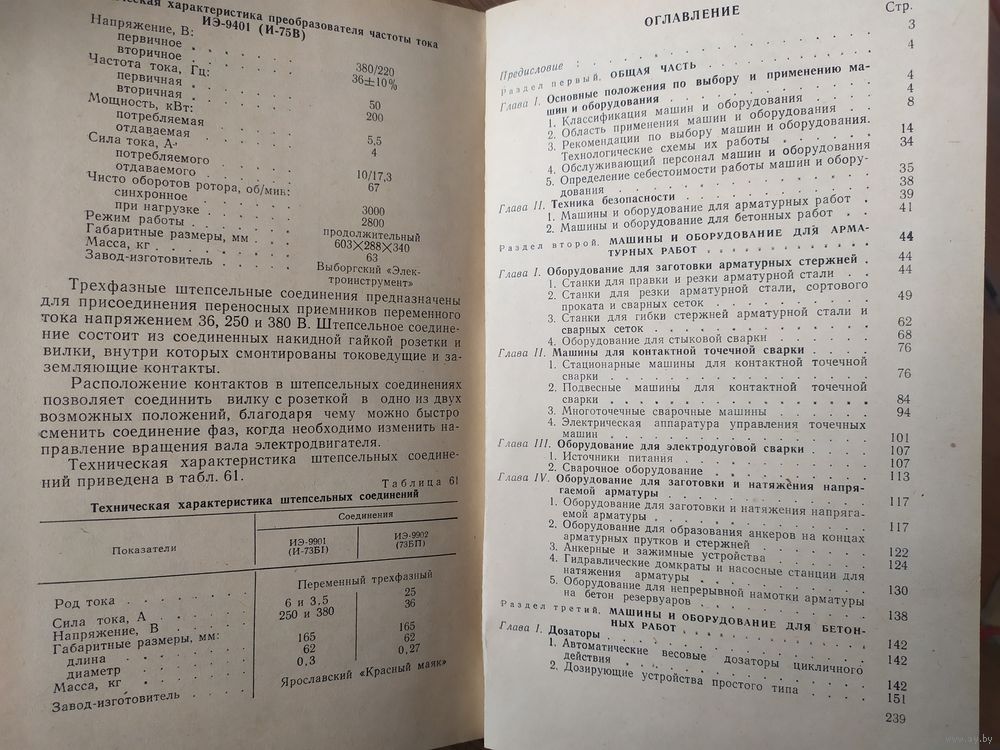 ческая характеристика преобразователя частоты тока
ИЭ-9401 (И-75В)
Напряжение, В:
первичное . . . . . . 380/220
вторичное . . . . . . 36±10%
Частота тока, Гц:
первичная . . . . . . 50
вторичная . . . . . . 200
Мощность, кВт:
потребляемая . . . . . 5,5
отдаваемая . . . . . 4
Сила тока, А:
потребляемого . . . . . 10/17,3
отдаваемого . . . . . 67
Чисто оборотов ротора, об/мин:
синхронное . . . . . 3000
при нагрузке . . . . . 2800
Режим работы . . . . . продолжительный
Габаритные размеры, мм . . . 603×288×340
Масса, кг . . . . . . 63
Завод-изготовитель . . . . . Выборгский «Элек-
троинструмент»
Трехфазные штепсельные соединения предназначены
для присоединения переносных приемников переменного
тока напряжением 36, 250 и 380 В. Штепсельное соедине-
ние состоит из соединенных накидной гайкой розетки и
вилки, внутри которых смонтированы токоведущие и за-
земляющие контакты.
Расположение контактов в штепсельных соединениях
позволяет соединить вилку с розеткой в одно из двух
возможных положений, благодаря чему можно быстро
сменить соединение фаз, когда необходимо изменить на-
правление вращения вала электродвигателя.
Техническая характеристика штепсельных соедине-
ний приведена в табл. 61.
Таблица 61
Техническая характеристика штепсельных соединений
Показатели
Соединения
ИЭ-9901 ИЭ-9902
(И-73Б1) (73БП)
Род тока . . . . . . Переменный трехфазный
Сила тока, А . . . . . 6 и 3,5 25
Напряжение, В . . . . . 250 и 380 36
Габаритные размеры, мм:
длина . . . . . . 165 165
диаметр . . . . . . 62 62
Масса, кг . . . . . . 0,3 0,27
Завод-изготовитель . . . . . Ярославский «Красный маяк»
ОГЛАВЛЕНИЕ
Стр.
Предисловие . . . . . . 3
Раздел первый. ОБЩАЯ ЧАСТЬ . . . . . 4
Глава I. Основные положения по выбору и применению ма-
шин и оборудования . . . . . 4
1. Классификация машин и оборудования . . . 4
2. Область применения машин и оборудования . . 8
3. Рекомендации по выбору машин и оборудования.
Технологические схемы их работы . . . . 14
4. Обслуживающий персонал машин и оборудования 34
5. Определение себестоимости работы машин и обору-
дования . . . . . . 35
Глава II. Техника безопасности . . . . . 38
1. Машины и оборудование для арматурных работ . 39
2. Машины и оборудование для бетонных работ . . 41
Раздел второй. МАШИНЫ И ОБОРУДОВАНИЕ ДЛЯ АРМА-
ТУРНЫХ РАБОТ . . . . . 44
Глава I. Оборудование для заготовки арматурных стержней . 44
1. Станки для правки и резки арматурной стали . . 44
2. Станки для резки арматурной стали, сортового
проката и сварных сеток . . . . . 49
3. Станки для гибки стержней арматурной стали и
сварных сеток . . . . . 62
4. Оборудование для стыковой сварки . . . . 68
Глава II. Машины для контактной точечной сварки . . . . 76
1. Стационарные машины для контактной точечной
сварки . . . . . . 76
2. Подвесные машины для контактной точечной
сварки . . . . . . 84
3. Многоточечные сварочные машины . . . . 94
4. Электрическая аппаратура управления точечных
машин . . . . . . 101
Глава III. Оборудование для электродуговой сварки . . . . 107
1. Источники питания . . . . . 107
2. Сварочное оборудование . . . . . 113
Глава IV. Оборудование для заготовки и натяжения напря-
гаемой арматуры . . . . . 117
1. Оборудование для заготовки и натяжения напряга-
емой арматуры . . . . . 117
2. Оборудование для образования анкеров на концах
арматурных прутков и стержней . . . . 122
3. Анкерные и зажимные устройства . . . . 124
4. Гидравлические домкраты и насосные станции для
натяжения арматуры . . . . . 130
5. Оборудование для непрерывной намотки арматуры
на бетон резервуаров . . . . . 138
Раздел третий. МАШИНЫ И ОБОРУДОВАНИЕ ДЛЯ БЕТОН-
НЫХ РАБОТ . . . . . 142
Глава I. Дозаторы . . . . . . 142
1. Автоматические весовые дозаторы цикличного
действия . . . . . . 142
2. Дозирующие устройства простого типа . . . . 151
239
www.ay.by